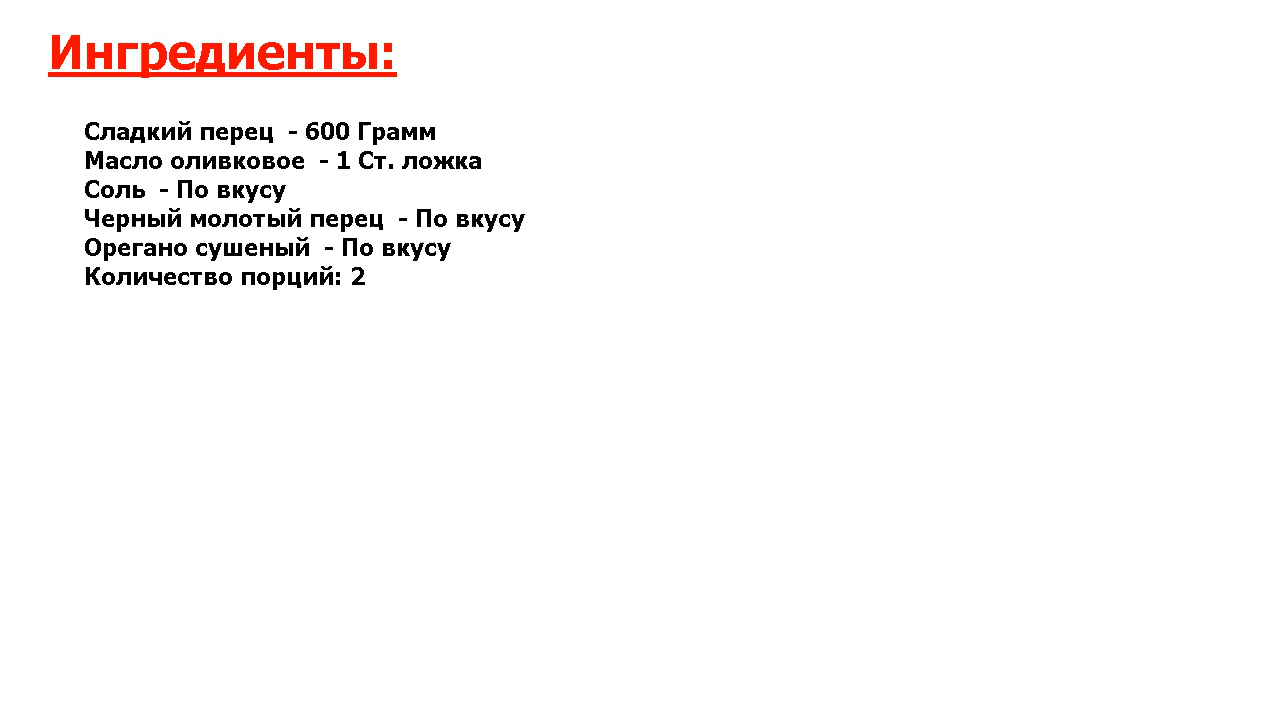 Ингредиенты:
Сладкий перец  - 600 Грамм
Масло оливковое  - 1 Ст. ложка
Соль  - По вкусу
Черный молотый перец  - По вкусу
Орегано сушеный  - По вкусу
Количество порций: 2